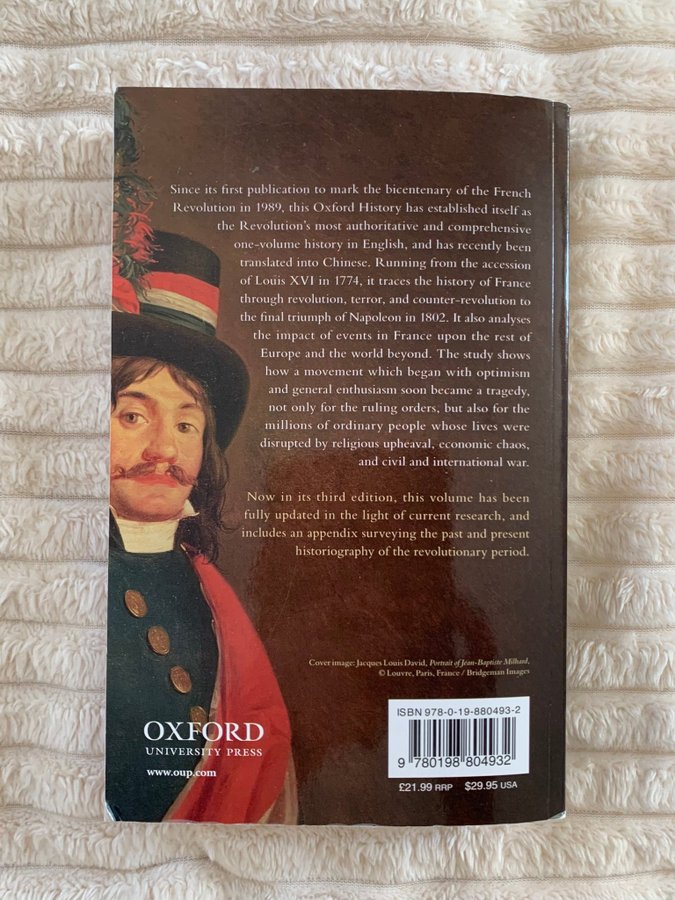 Since its first publication to mark the bicentenary of the French
Revolution in 1989, this Oxford History has established itself as
the Revolution's most authoritative and comprehensive
one-volume history in English, and has recently been
translated into Chinese. Running from the accession
of Louis XVI in 1774, it traces the history of France
through revolution, terror, and counter-revolution to
the final triumph of Napoleon in 1802. It also analyses
the impact of events in France upon the rest of
Europe and the world beyond. The study shows
how a movement which began with optimism
and general enthusiasm soon became a tragedy,
not only for the ruling orders, but also for the
millions of ordinary people whose lives were
disrupted by religious upheaval, economic chaos,
and civil and international war.
Now in its third edition, this volume has been
fully updated in the light of current research, and
includes an appendix surveying the past and present
historiography of the revolutionary period.
Cover image: Jacques Louis David, Portrait of Jean-Baptiste Milhard,
© Louvre, Paris, France / Bridgeman Images
OXFORD
UNIVERSITY PRESS
www.oup.com
ISBN 978-0-19-880493-2
9 780198 804932
£21.99 RRP $29.95 USA